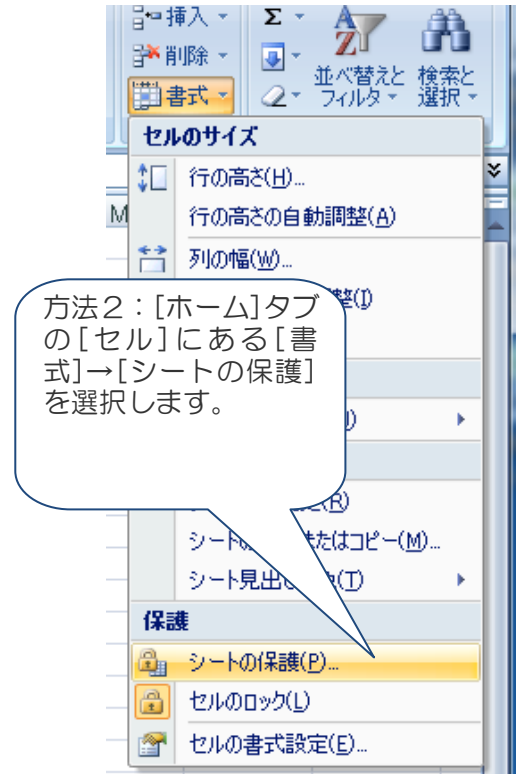 挿入
Σ
削除
並べ替えと
フィルタ
検索と
選択
書式
セルのサイズ
行の高さ(H)...
M
行の高さの自動調整(A)
列の幅(W)...
整(I)
方法2：[ホーム]タブ
の[セル]にある[書
式]→[シートの保護]
を選択します。
(R)
シートの
またはコピー(M)...
シート見出
(T)
保護
シートの保護(P)...
セルのロック(L)
セルの書式設定(E)...